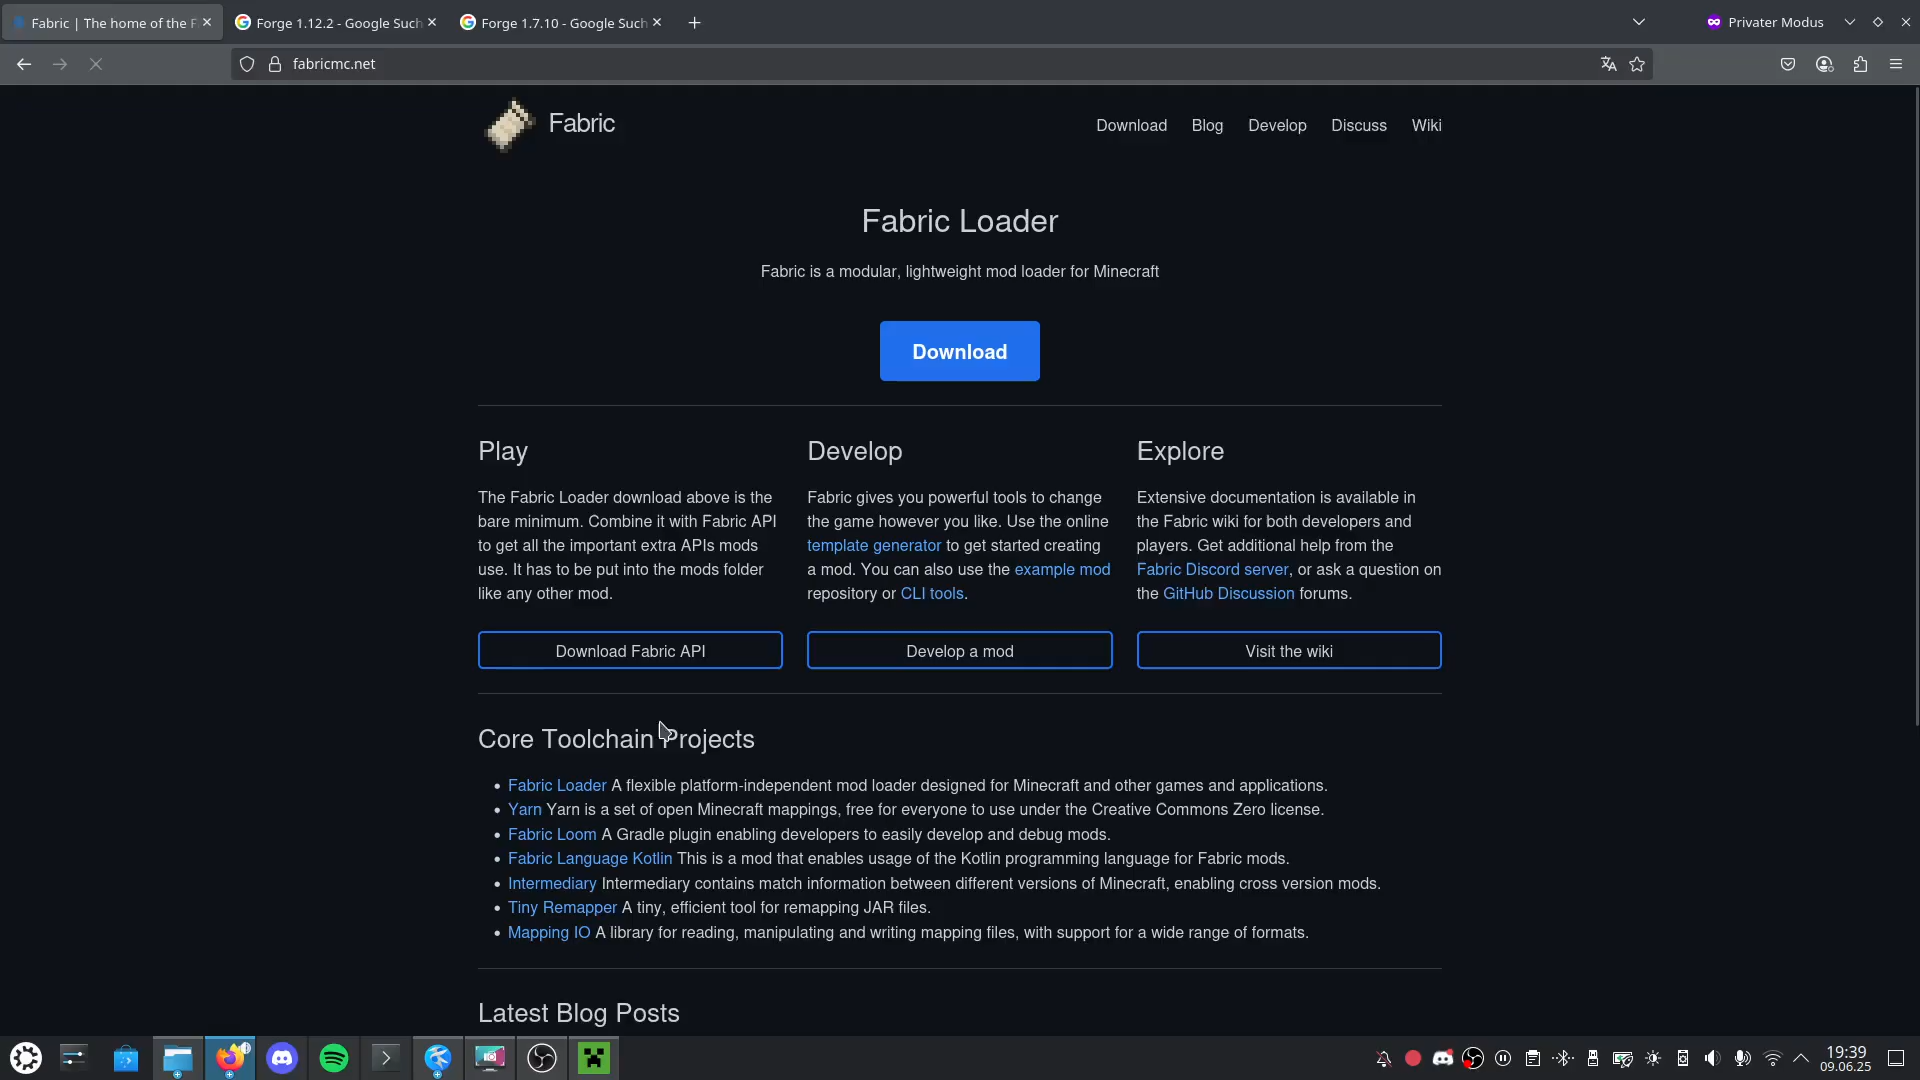 Fabric | The home of the F
Forge 1.12.2 - Google Such
Forge 1.7.10 - Google Such
Privater Modus
fabricmc.net
Fabric
Download Blog Develop Discuss Wiki
Fabric Loader
Fabric is a modular, lightweight mod loader for Minecraft
Download
Play
The Fabric Loader download above is the
bare minimum. Combine it with Fabric API
to get all the important extra APIs mods
use. It has to be put into the mods folder
like any other mod.
Download Fabric API
Develop
Fabric gives you powerful tools to change
the game however you like. Use the online
template generator to get started creating
a mod. You can also use the example mod
repository or CLI tools.
Develop a mod
Explore
Extensive documentation is available in
the Fabric wiki for both developers and
players. Get additional help from the
Fabric Discord server, or ask a question on
the GitHub Discussion forums.
Visit the wiki
Core Toolchain Projects
• Fabric Loader A flexible platform-independent mod loader designed for Minecraft and other games and applications.
• Yarn Yarn is a set of open Minecraft mappings, free for everyone to use under the Creative Commons Zero license.
• Fabric Loom A Gradle plugin enabling developers to easily develop and debug mods.
• Fabric Language Kotlin This is a mod that enables usage of the Kotlin programming language for Fabric mods.
• Intermediary Intermediary contains match information between different versions of Minecraft, enabling cross version mods.
• Tiny Remapper A tiny, efficient tool for remapping JAR files.
• Mapping IO A library for reading, manipulating and writing mapping files, with support for a wide range of formats.
Latest Blog Posts
19:39
09.06.25